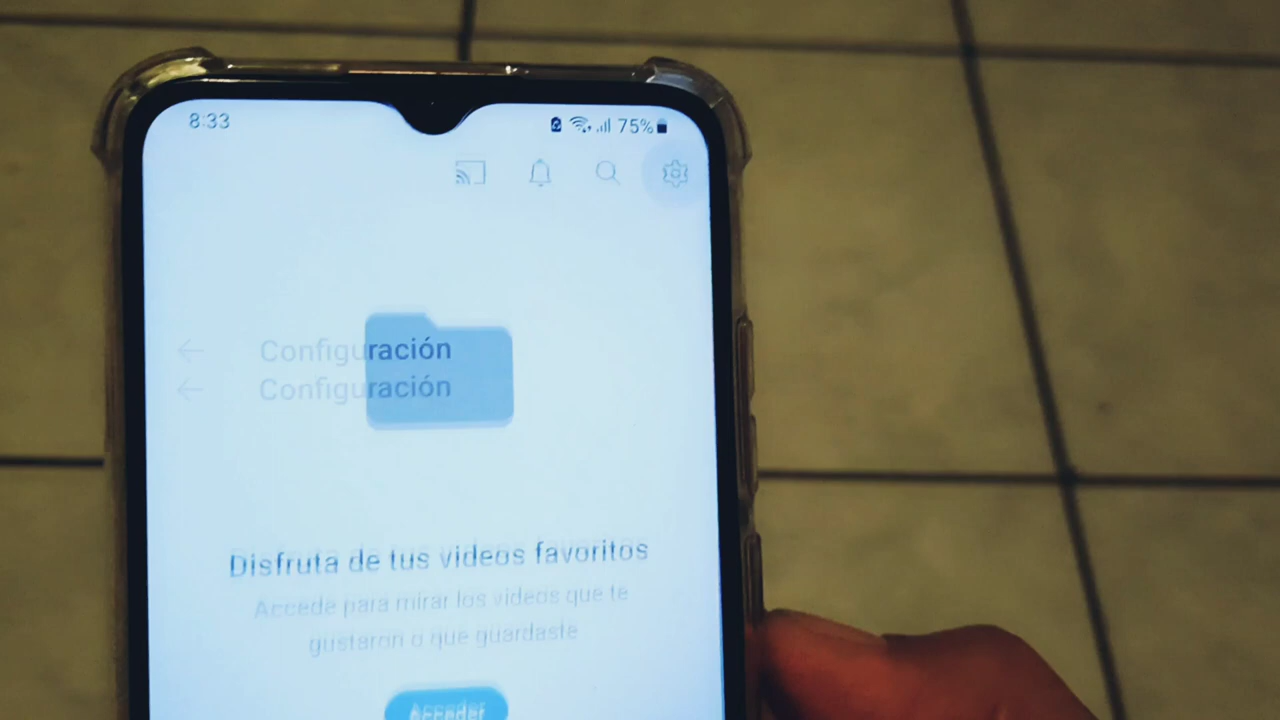 8:33 75%
Configuración
Configuración
Disfruta de tus videos favoritos
Accede para mirar los videos que te
gustaron o que guardaste
Acceder